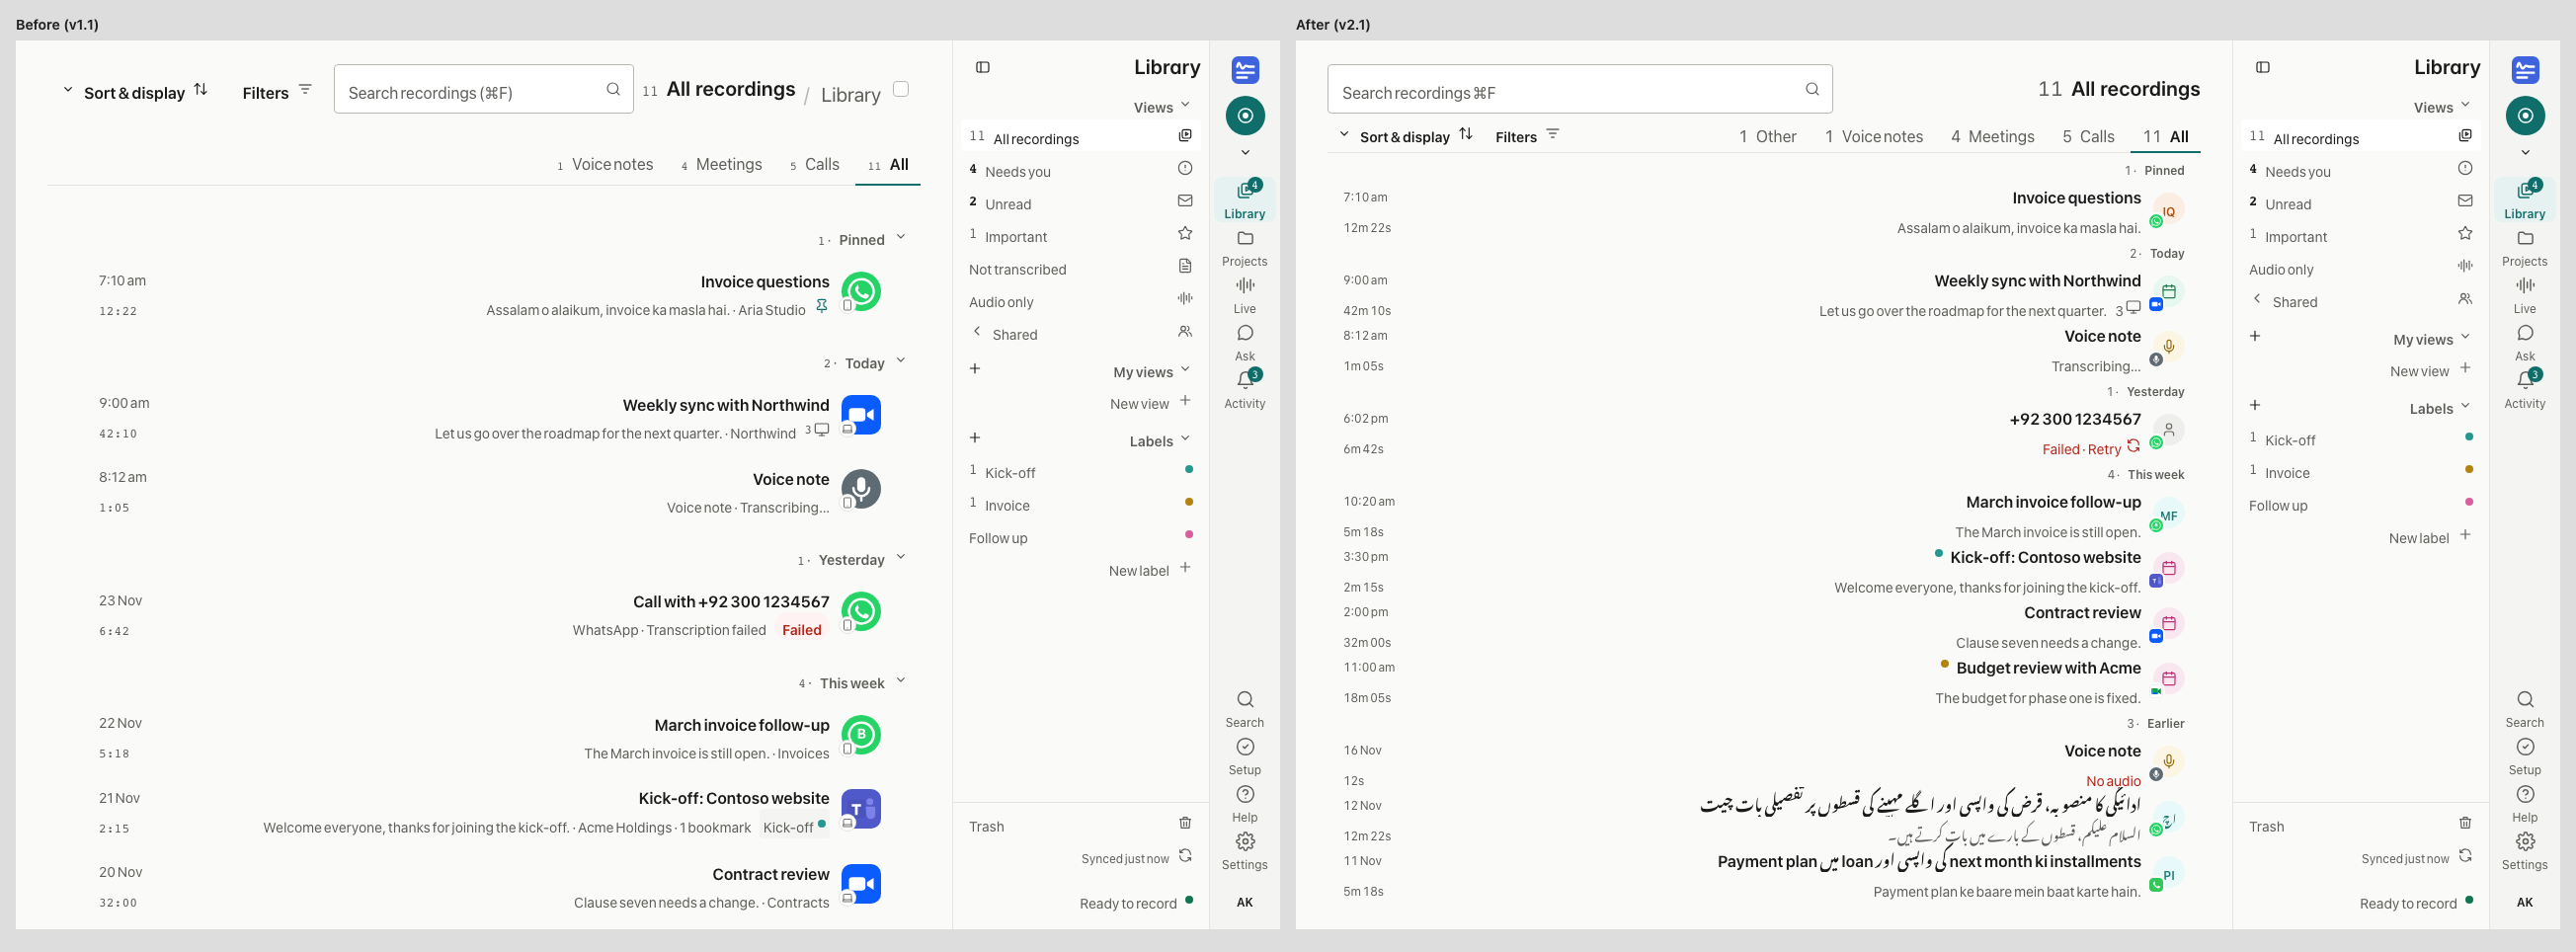 Before (v1.1)
Library
Views
All recordings 11
Needs you 4
Unread 2
Important 1
Not transcribed
Audio only
Shared
My views
New view
Labels
Kick-off 1
Invoice 1
Follow up
New label
Trash
Synced just now
Ready to record
4
Library
Projects
Live
Ask
3
Activity
Search
Setup
Help
Settings
AK
Library / All recordings 11
Search recordings (⌘F)
Filters
Sort & display
All 11
Calls 5
Meetings 4
Voice notes 1
Pinned · 1
Invoice questions
7:10 am
Assalam o alaikum, invoice ka masla hai. · Aria Studio
12:22
Today · 2
Weekly sync with Northwind
9:00 am
Let us go over the roadmap for the next quarter. · Northwind 3
42:10
Voice note
8:12 am
Voice note · Transcribing...
1:05
Yesterday · 1
Call with +92 300 1234567
23 Nov
WhatsApp · Transcription failed Failed
6:42
This week · 4
B
March invoice follow-up
22 Nov
The March invoice is still open. · Invoices
5:18
T
Kick-off: Contoso website
21 Nov
Welcome everyone, thanks for joining the kick-off. · Acme Holdings · 1 bookmark Kick-off
2:15
Contract review
20 Nov
Clause seven needs a change. · Contracts
32:00
After (v2.1)
Library
Views
All recordings 11
Needs you 4
Unread 2
Important 1
Audio only
Shared
My views
New view
Labels
Kick-off 1
Invoice 1
Follow up
New label
Trash
Synced just now
Ready to record
4
Library
Projects
Live
Ask
3
Activity
Search
Setup
Help
Settings
AK
All recordings 11
Search recordings ⌘F
All 11
Calls 5
Meetings 4
Voice notes 1
Other 1
Filters
Sort & display
Pinned · 1
IQ
Invoice questions
7:10 am
Assalam o alaikum, invoice ka masla hai.
12m 22s
Today · 2
Weekly sync with Northwind
9:00 am
Let us go over the roadmap for the next quarter. 3
42m 10s
Voice note
8:12 am
Transcribing...
1m 05s
Yesterday · 1
+92 300 1234567
6:02 pm
Failed · Retry
6m 42s
This week · 4
MF
March invoice follow-up
10:20 am
The March invoice is still open.
5m 18s
Kick-off: Contoso website
3:30 pm
Welcome everyone, thanks for joining the kick-off.
2m 15s
Contract review
2:00 pm
Clause seven needs a change.
32m 00s
Budget review with Acme
11:00 am
The budget for phase one is fixed.
18m 05s
Earlier · 3
Voice note
16 Nov
No audio
12s
ادائیگی کا منصوبہ، قرض کی واپسی اور اگلے مہینے کی قسطوں پر تفصیلی بات چیت
12 Nov
السلام علیکم، قسطوں کے بارے میں بات کرتے ہیں۔
12m 22s
PI
Payment plan اور loan کی واپسی میں next month ki installments
11 Nov
Payment plan ke baare mein baat karte hain.
5m 18s